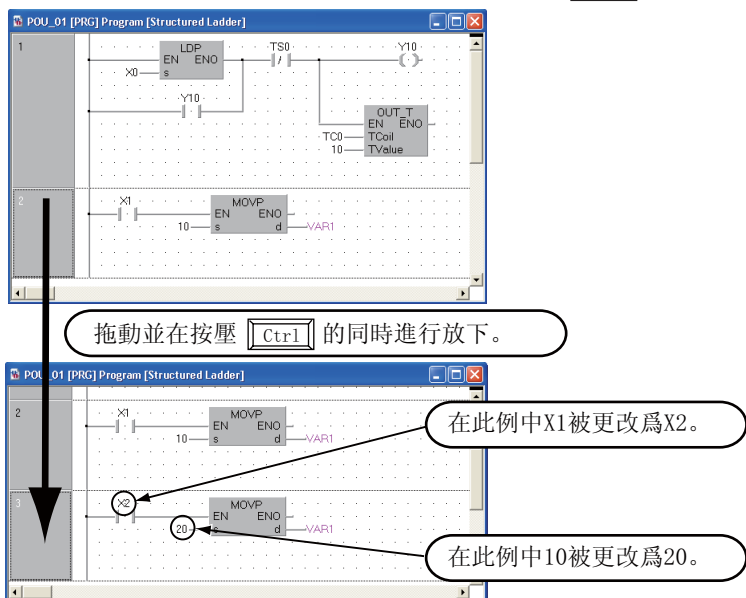 POU_01 [PRG] Program [Structured Ladder]
1
LDP
TS0
Y10
EN ENO
X0
s
Y10
OUT_T
EN ENO
TC0
TCoil
10
TValue
2
X1
MOVP
EN ENO
10
s d
VAR1
拖動並在按壓 Ctrl 的同時進行放下。
POU_01 [PRG] Program [Structured Ladder]
2
X1
MOVP
EN ENO
10
s d
VAR1
在此例中X1被更改爲X2。
3
X2
MOVP
EN ENO
20
s d
VAR1
在此例中10被更改爲20。